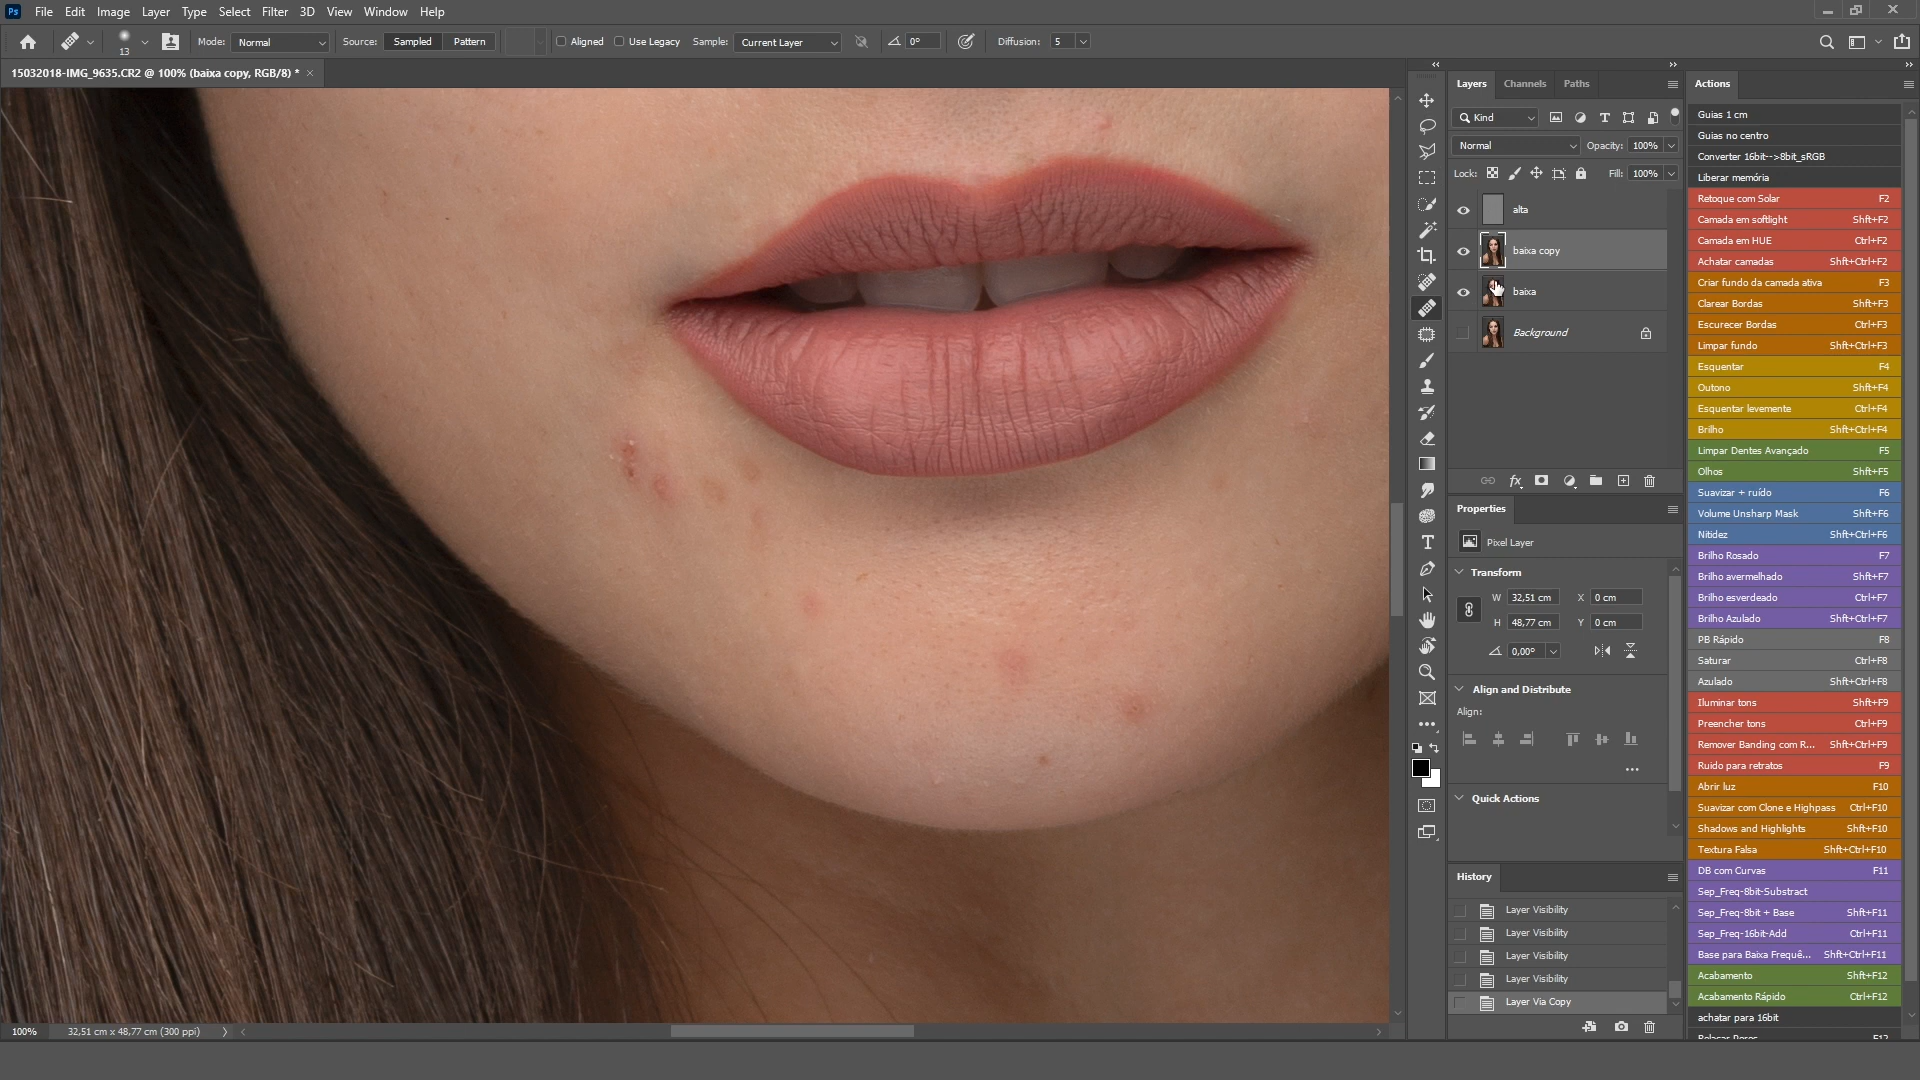 Ps File Edit Image Layer Type Select Filter 3D View Window Help
13 Mode: Normal Source: Sampled Pattern Aligned Use Legacy Sample: Current Layer 0° Diffusion: 5
15032018-IMG_9635.CR2 @ 100% (baixa copy, RGB/8) * ×
Layers Channels Paths
Kind
Normal Opacity: 100%
Lock: Fill: 100%
alta
baixa copy
baixa
Background
fx
Properties
Pixel Layer
Transform
W 32,51 cm X 0 cm
H 48,77 cm Y 0 cm
0,00°
Align and Distribute
Align:
Quick Actions
History
Layer Visibility
Layer Visibility
Layer Visibility
Layer Visibility
Layer Via Copy
Actions
Guias 1 cm
Guias no centro
Converter 16bit-->8bit_sRGB
Liberar memória
Retoque com Solar F2
Camada em softlight Shft+F2
Camada em HUE Ctrl+F2
Achatar camadas Shft+Ctrl+F2
Criar fundo da camada ativa F3
Clarear Bordas Shft+F3
Escurecer Bordas Ctrl+F3
Limpar fundo Shft+Ctrl+F3
Esquentar F4
Outono Shft+F4
Esquentar levemente Ctrl+F4
Brilho Shft+Ctrl+F4
Limpar Dentes Avançado F5
Olhos Shft+F5
Suavizar + ruído F6
Volume Unsharp Mask Shft+F6
Nitidez Shft+Ctrl+F6
Brilho Rosado F7
Brilho avermelhado Shft+F7
Brilho esverdeado Ctrl+F7
Brilho Azulado Shft+Ctrl+F7
PB Rápido F8
Saturar Ctrl+F8
Azulado Shft+Ctrl+F8
Iluminar tons Shft+F9
Preencher tons Ctrl+F9
Remover Banding com R... Shft+Ctrl+F9
Ruido para retratos F9
Abrir luz F10
Suavizar com Clone e Highpass Ctrl+F10
Shadows and Highlights Shft+F10
Textura Falsa Shft+Ctrl+F10
DB com Curvas F11
Sep_Freq-8bit-Substract
Sep_Freq-8bit + Base Shft+F11
Sep_Freq-16bit-Add Ctrl+F11
Base para Baixa Frequê... Shft+Ctrl+F11
Acabamento Shft+F12
Acabamento Rápido Ctrl+F12
achatar para 16bit
100% 32,51 cm x 48,77 cm (300 ppi)